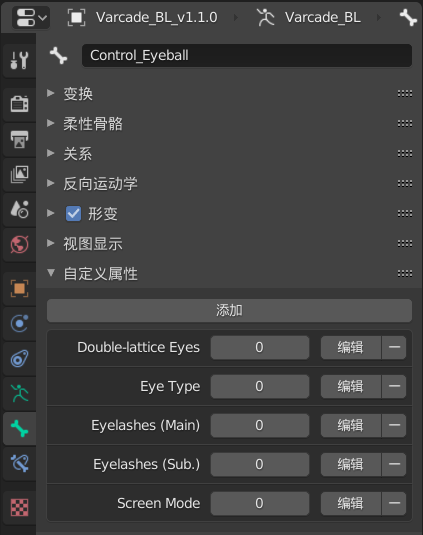 Varcade_BL_v1.1.0 Varcade_BL
Control_Eyeball
变换
柔性骨骼
关系
反向运动学
形变
视图显示
自定义属性
添加
Double-lattice Eyes 0 编辑
Eye Type 0 编辑
Eyelashes (Main) 0 编辑
Eyelashes (Sub.) 0 编辑
Screen Mode 0 编辑